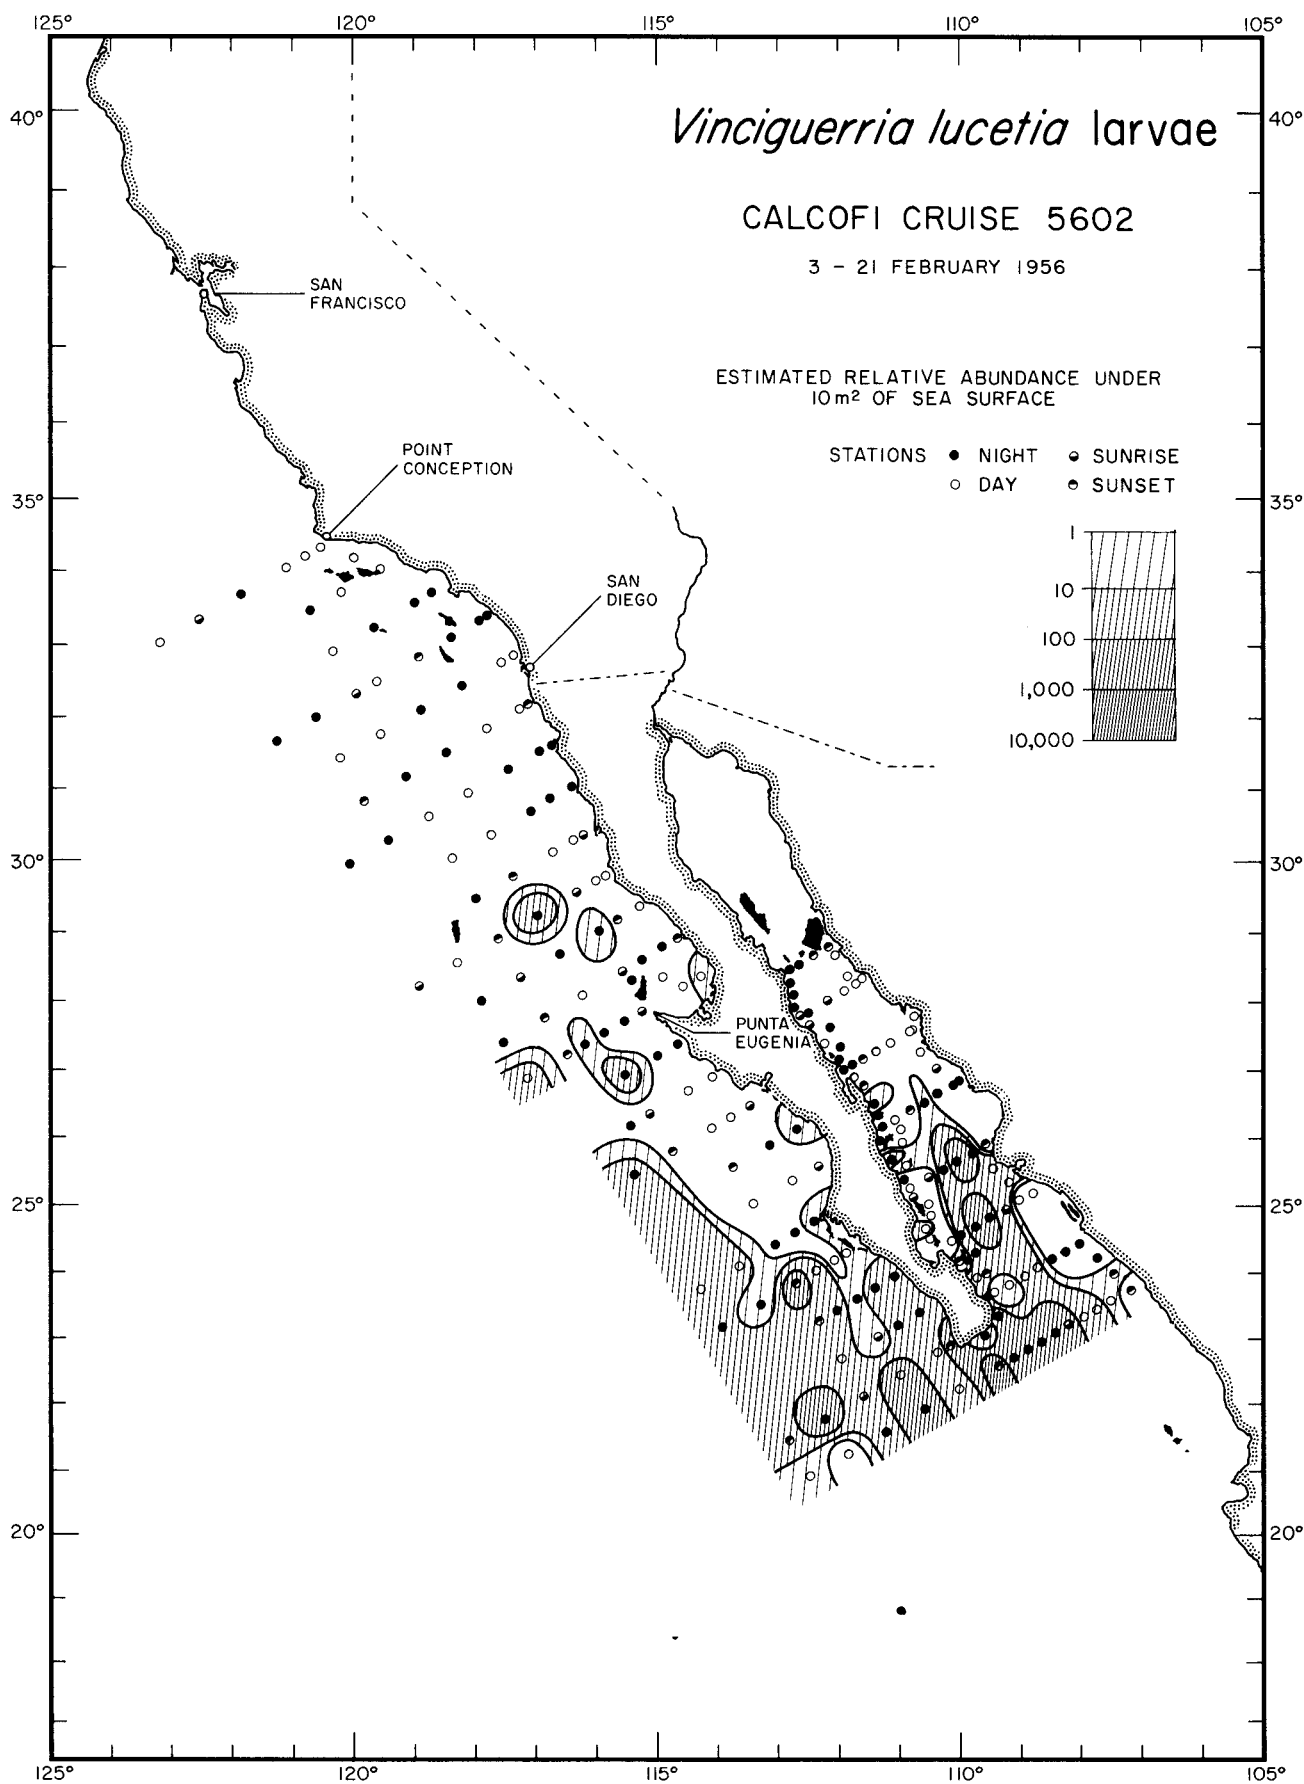 125°
120°
115°
110°
105°
40°
40°
Vinciguerria lucetia larvae
CALCOFI CRUISE 5602
3 – 21 FEBRUARY 1956
SAN
FRANCISCO
ESTIMATED RELATIVE ABUNDANCE UNDER
10 m² OF SEA SURFACE
POINT
CONCEPTION
STATIONS ● NIGHT ◒ SUNRISE
○ DAY ◓ SUNSET
35°
35°
1
10
100
1,000
10,000
SAN
DIEGO
30°
30°
PUNTA
EUGENIA
25°
25°
20°
20°
125°
120°
115°
110°
105°